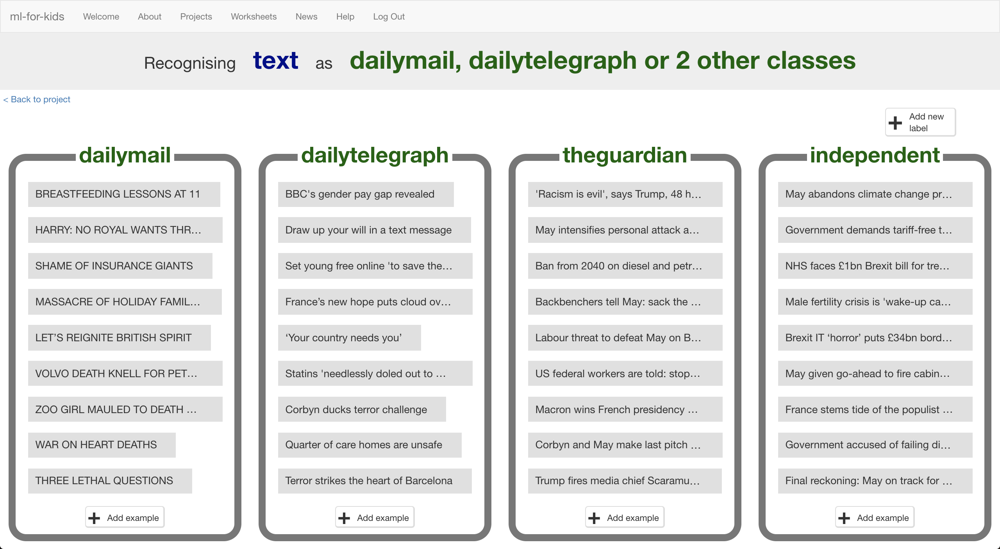 ml-for-kids Welcome About Projects Worksheets News Help Log Out
Recognising text as dailymail, dailytelegraph or 2 other classes
< Back to project
Add new
label
dailymail
BREASTFEEDING LESSONS AT 11
HARRY: NO ROYAL WANTS THR…
SHAME OF INSURANCE GIANTS
MASSACRE OF HOLIDAY FAMIL…
LET’S REIGNITE BRITISH SPIRIT
VOLVO DEATH KNELL FOR PET…
ZOO GIRL MAULED TO DEATH …
WAR ON HEART DEATHS
THREE LETHAL QUESTIONS
Add example
dailytelegraph
BBC's gender pay gap revealed
Draw up your will in a text message
Set young free online 'to save the…
France’s new hope puts cloud ov…
‘Your country needs you’
Statins 'needlessly doled out to …
Corbyn ducks terror challenge
Quarter of care homes are unsafe
Terror strikes the heart of Barcelona
Add example
theguardian
'Racism is evil', says Trump, 48 h…
May intensifies personal attack a…
Ban from 2040 on diesel and petr…
Backbenchers tell May: sack the …
Labour threat to defeat May on B…
US federal workers are told: stop…
Macron wins French presidency …
Corbyn and May make last pitch …
Trump fires media chief Scaramu…
Add example
independent
May abandons climate change pr…
Government demands tariff-free t…
NHS faces £1bn Brexit bill for tre…
Male fertility crisis is 'wake-up ca…
Brexit IT ‘horror’ puts £34bn bord…
May given go-ahead to fire cabin…
France stems tide of the populist …
Government accused of failing di…
Final reckoning: May on track for …
Add example